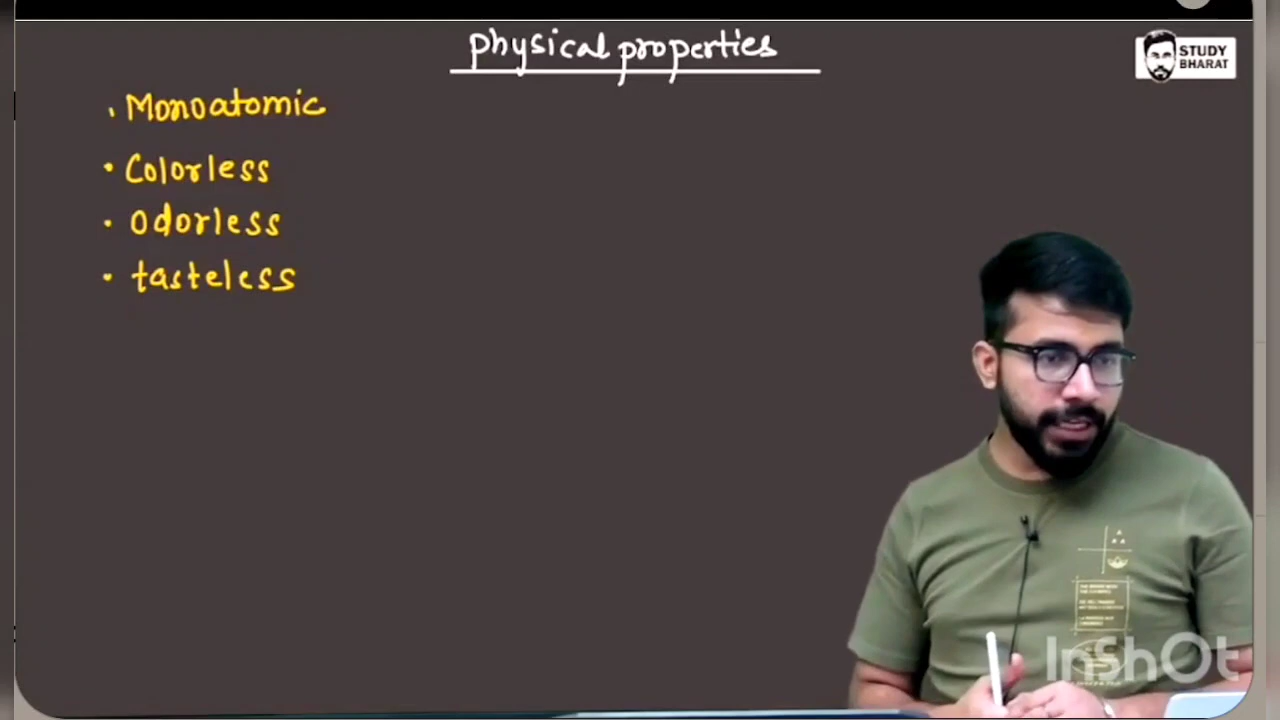 physical properties
STUDY
BHARAT
· Monoatomic
· Colorless
· odorless
· tasteless
InShOt